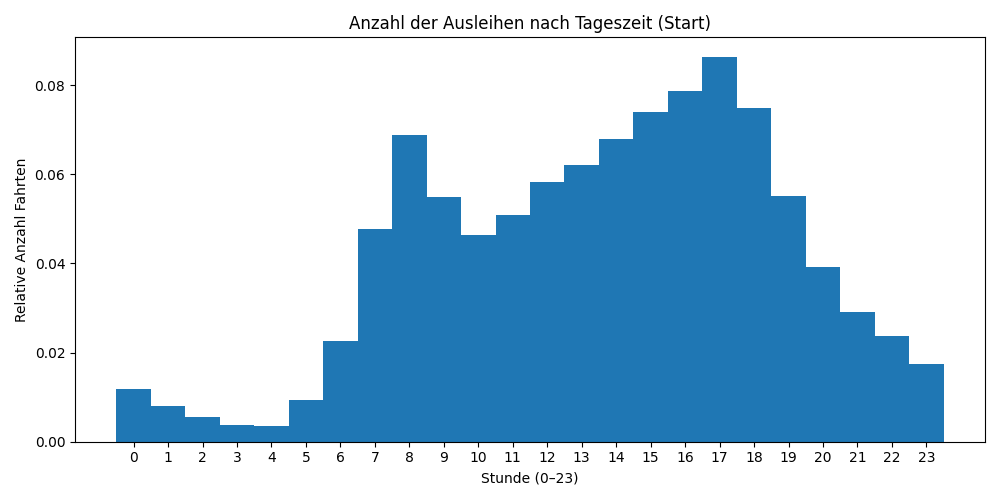 Anzahl der Ausleihen nach Tageszeit (Start)
Relative Anzahl Fahrten
0.08
0.06
0.04
0.02
0.00
0 1 2 3 4 5 6 7 8 9 10 11 12 13 14 15 16 17 18 19 20 21 22 23
Stunde (0–23)